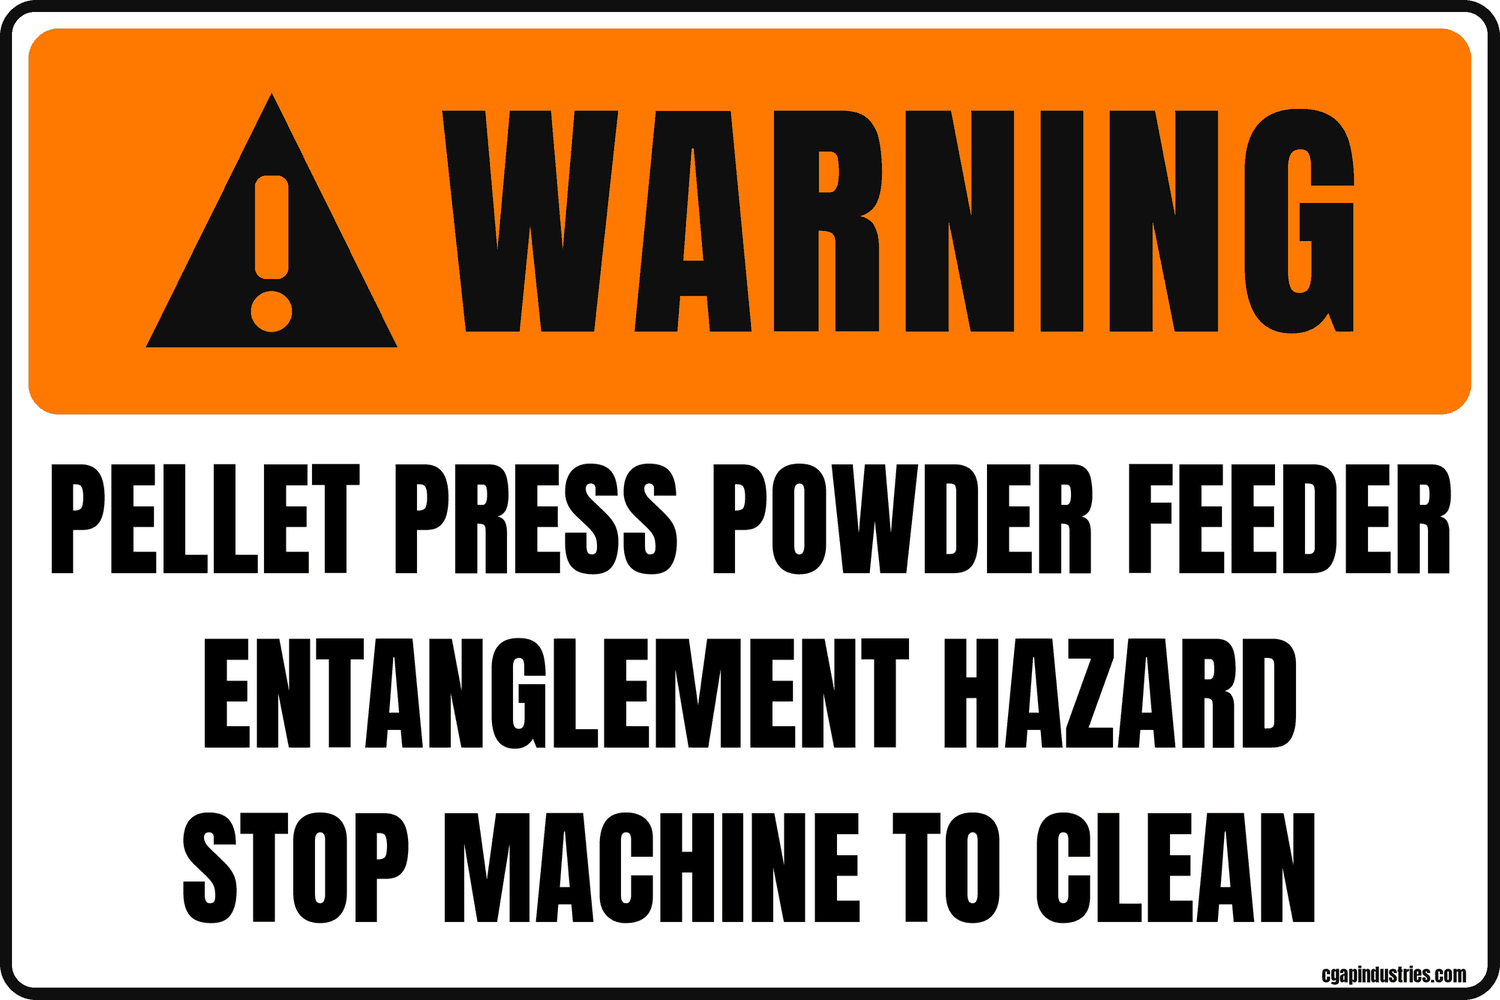 WARNING
PELLET PRESS POWDER FEEDER
ENTANGLEMENT HAZARD
STOP MACHINE TO CLEAN
cgapindustries.com